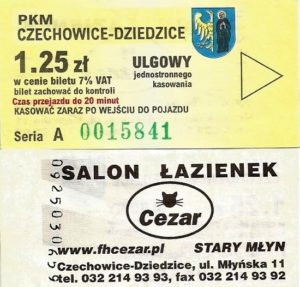 PKM
CZECHOWICE-DZIEDZICE
1.25 zł
ULGOWY
w cenie biletu 7% VAT
jednostronnego
bilet zachować do kontroli
kasowania
Czas przejazdu do 20 minut
KASOWAĆ ZARAZ PO WEJŚCIU DO POJAZDU
Seria A 0015841
SALON ŁAZIENEK
Cezar
www.fhcezar.pl STARY MŁYN
Czechowice-Dziedzice, ul. Młyńska 11
tel. 032 214 93 93, fax 032 214 93 92